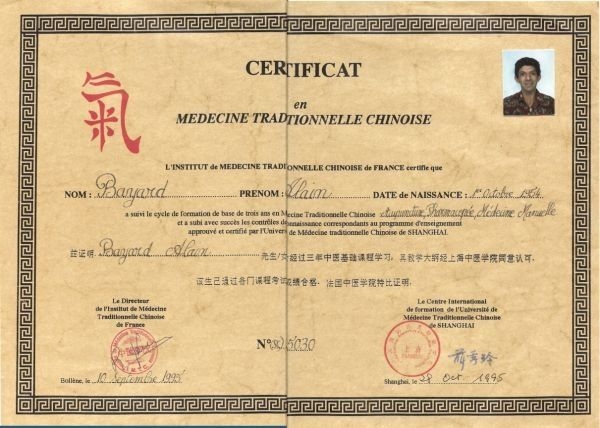 CERTIFICAT
en
MEDECINE TRADITIONNELLE CHINOISE
氣
L'INSTITUT de MEDECINE TRADITIONNELLE CHINOISE de FRANCE certifie que
NOM : Bayard PRENOM : Alain DATE de NAISSANCE : 1er Octobre 1954
a suivi le cycle de formation de base de trois ans en Médecine Traditionnelle Chinoise Acupuncture, Pharmacopée, Médecine Manuelle
et a subi avec succès les contrôles de connaissance correspondants au programme d'enseignement
approuvé et certifié par l'Université de Médecine traditionnelle Chinoise de SHANGHAI.
兹证明 Bayard Alain 先生/女 经过三年中医基础课程学习，其教学大纲经上海中医学院同意认可。
该生已通过各门课程考试成绩合格。法国中医学院特此证明。
Le Directeur
de l'Institut de Médecine
Traditionnelle Chinoise
de France
Le Centre International
de formation de l'Université de
Médecine Traditionnelle Chinoise
de SHANGHAI
N° 5030
Bollène, le 10 Septembre 1995
Shanghai, le 28 Oct 1995